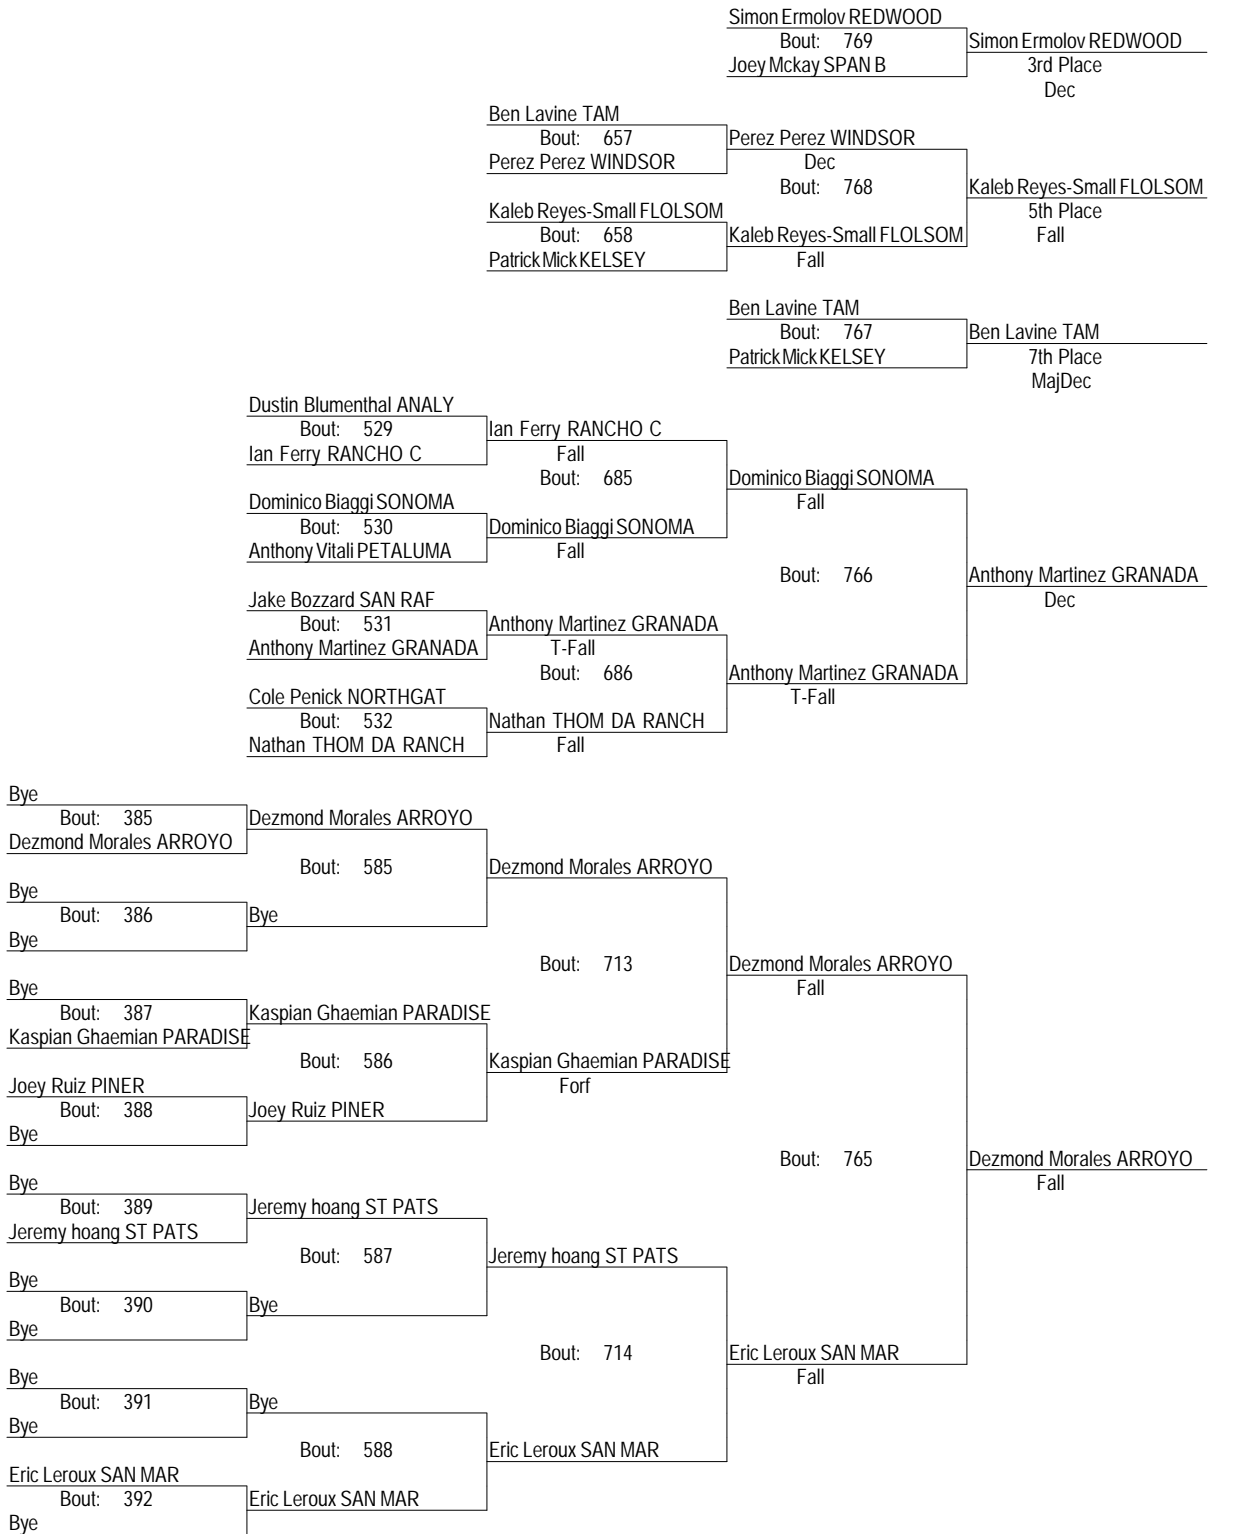 Simon Ermolov REDWOOD
Bout: 769 Simon Ermolov REDWOOD
Joey Mckay SPAN B 3rd Place
Dec
Ben Lavine TAM
Bout: 657 Perez Perez WINDSOR
Perez Perez WINDSOR Dec
Bout: 768 Kaleb Reyes-Small FLOLSOM
Kaleb Reyes-Small FLOLSOM 5th Place
Bout: 658 Kaleb Reyes-Small FLOLSOM Fall
Patrick Mick KELSEY Fall
Ben Lavine TAM
Bout: 767 Ben Lavine TAM
Patrick Mick KELSEY 7th Place
MajDec
Dustin Blumenthal ANALY
Bout: 529 Ian Ferry RANCHO C
Ian Ferry RANCHO C Fall
Bout: 685 Dominico Biaggi SONOMA
Dominico Biaggi SONOMA Fall
Bout: 530 Dominico Biaggi SONOMA
Anthony Vitali PETALUMA Fall
Bout: 766 Anthony Martinez GRANADA
Jake Bozzard SAN RAF Dec
Bout: 531 Anthony Martinez GRANADA
Anthony Martinez GRANADA T-Fall
Bout: 686 Anthony Martinez GRANADA
Cole Penick NORTHGAT T-Fall
Bout: 532 Nathan THOM DA RANCH
Nathan THOM DA RANCH Fall
Bye
Bout: 385 Dezmond Morales ARROYO
Dezmond Morales ARROYO
Bout: 585 Dezmond Morales ARROYO
Bye
Bout: 386 Bye
Bye
Bout: 713 Dezmond Morales ARROYO
Bye Fall
Bout: 387 Kaspian Ghaemian PARADISE
Kaspian Ghaemian PARADISE
Bout: 586 Kaspian Ghaemian PARADISE
Joey Ruiz PINER Forf
Bout: 388 Joey Ruiz PINER
Bye
Bout: 765 Dezmond Morales ARROYO
Bye Fall
Bout: 389 Jeremy hoang ST PATS
Jeremy hoang ST PATS
Bout: 587 Jeremy hoang ST PATS
Bye
Bout: 390 Bye
Bye
Bout: 714 Eric Leroux SAN MAR
Bye Fall
Bout: 391 Bye
Bye
Bout: 588 Eric Leroux SAN MAR
Eric Leroux SAN MAR
Bout: 392 Eric Leroux SAN MAR
Bye